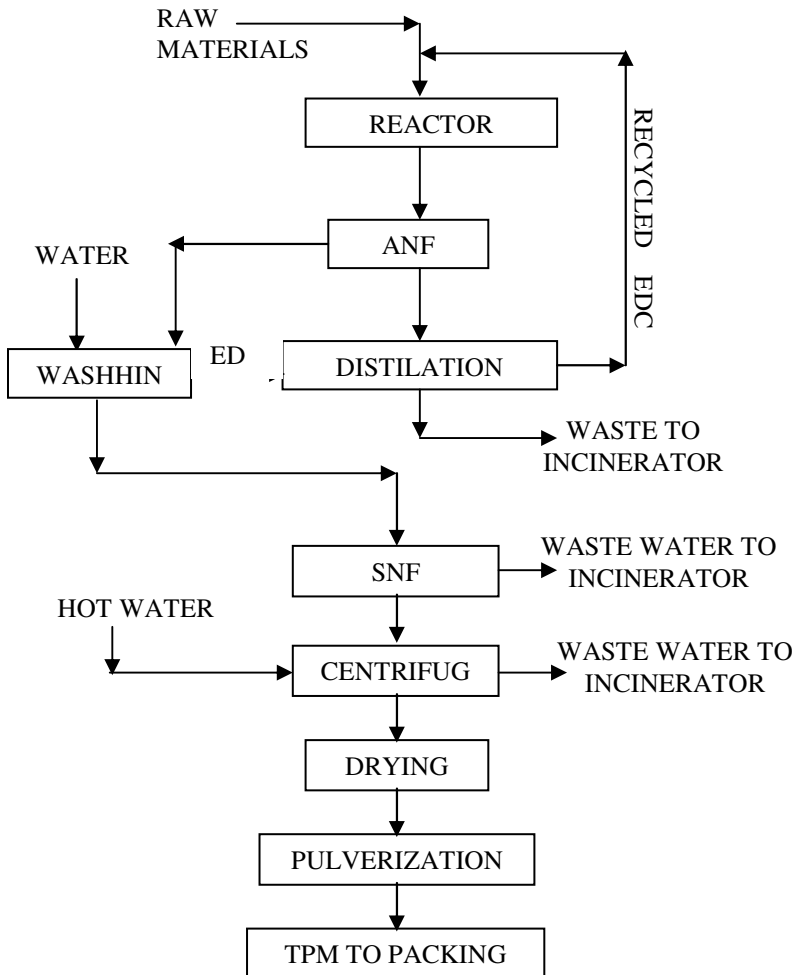 RAW
MATERIALS
REACTOR
RECYCLED EDC
ANF
WATER
ED
WASHHIN
DISTILATION
WASTE TO
INCINERATOR
SNF
WASTE WATER TO
INCINERATOR
HOT WATER
CENTRIFUG
WASTE WATER TO
INCINERATOR
DRYING
PULVERIZATION
TPM TO PACKING